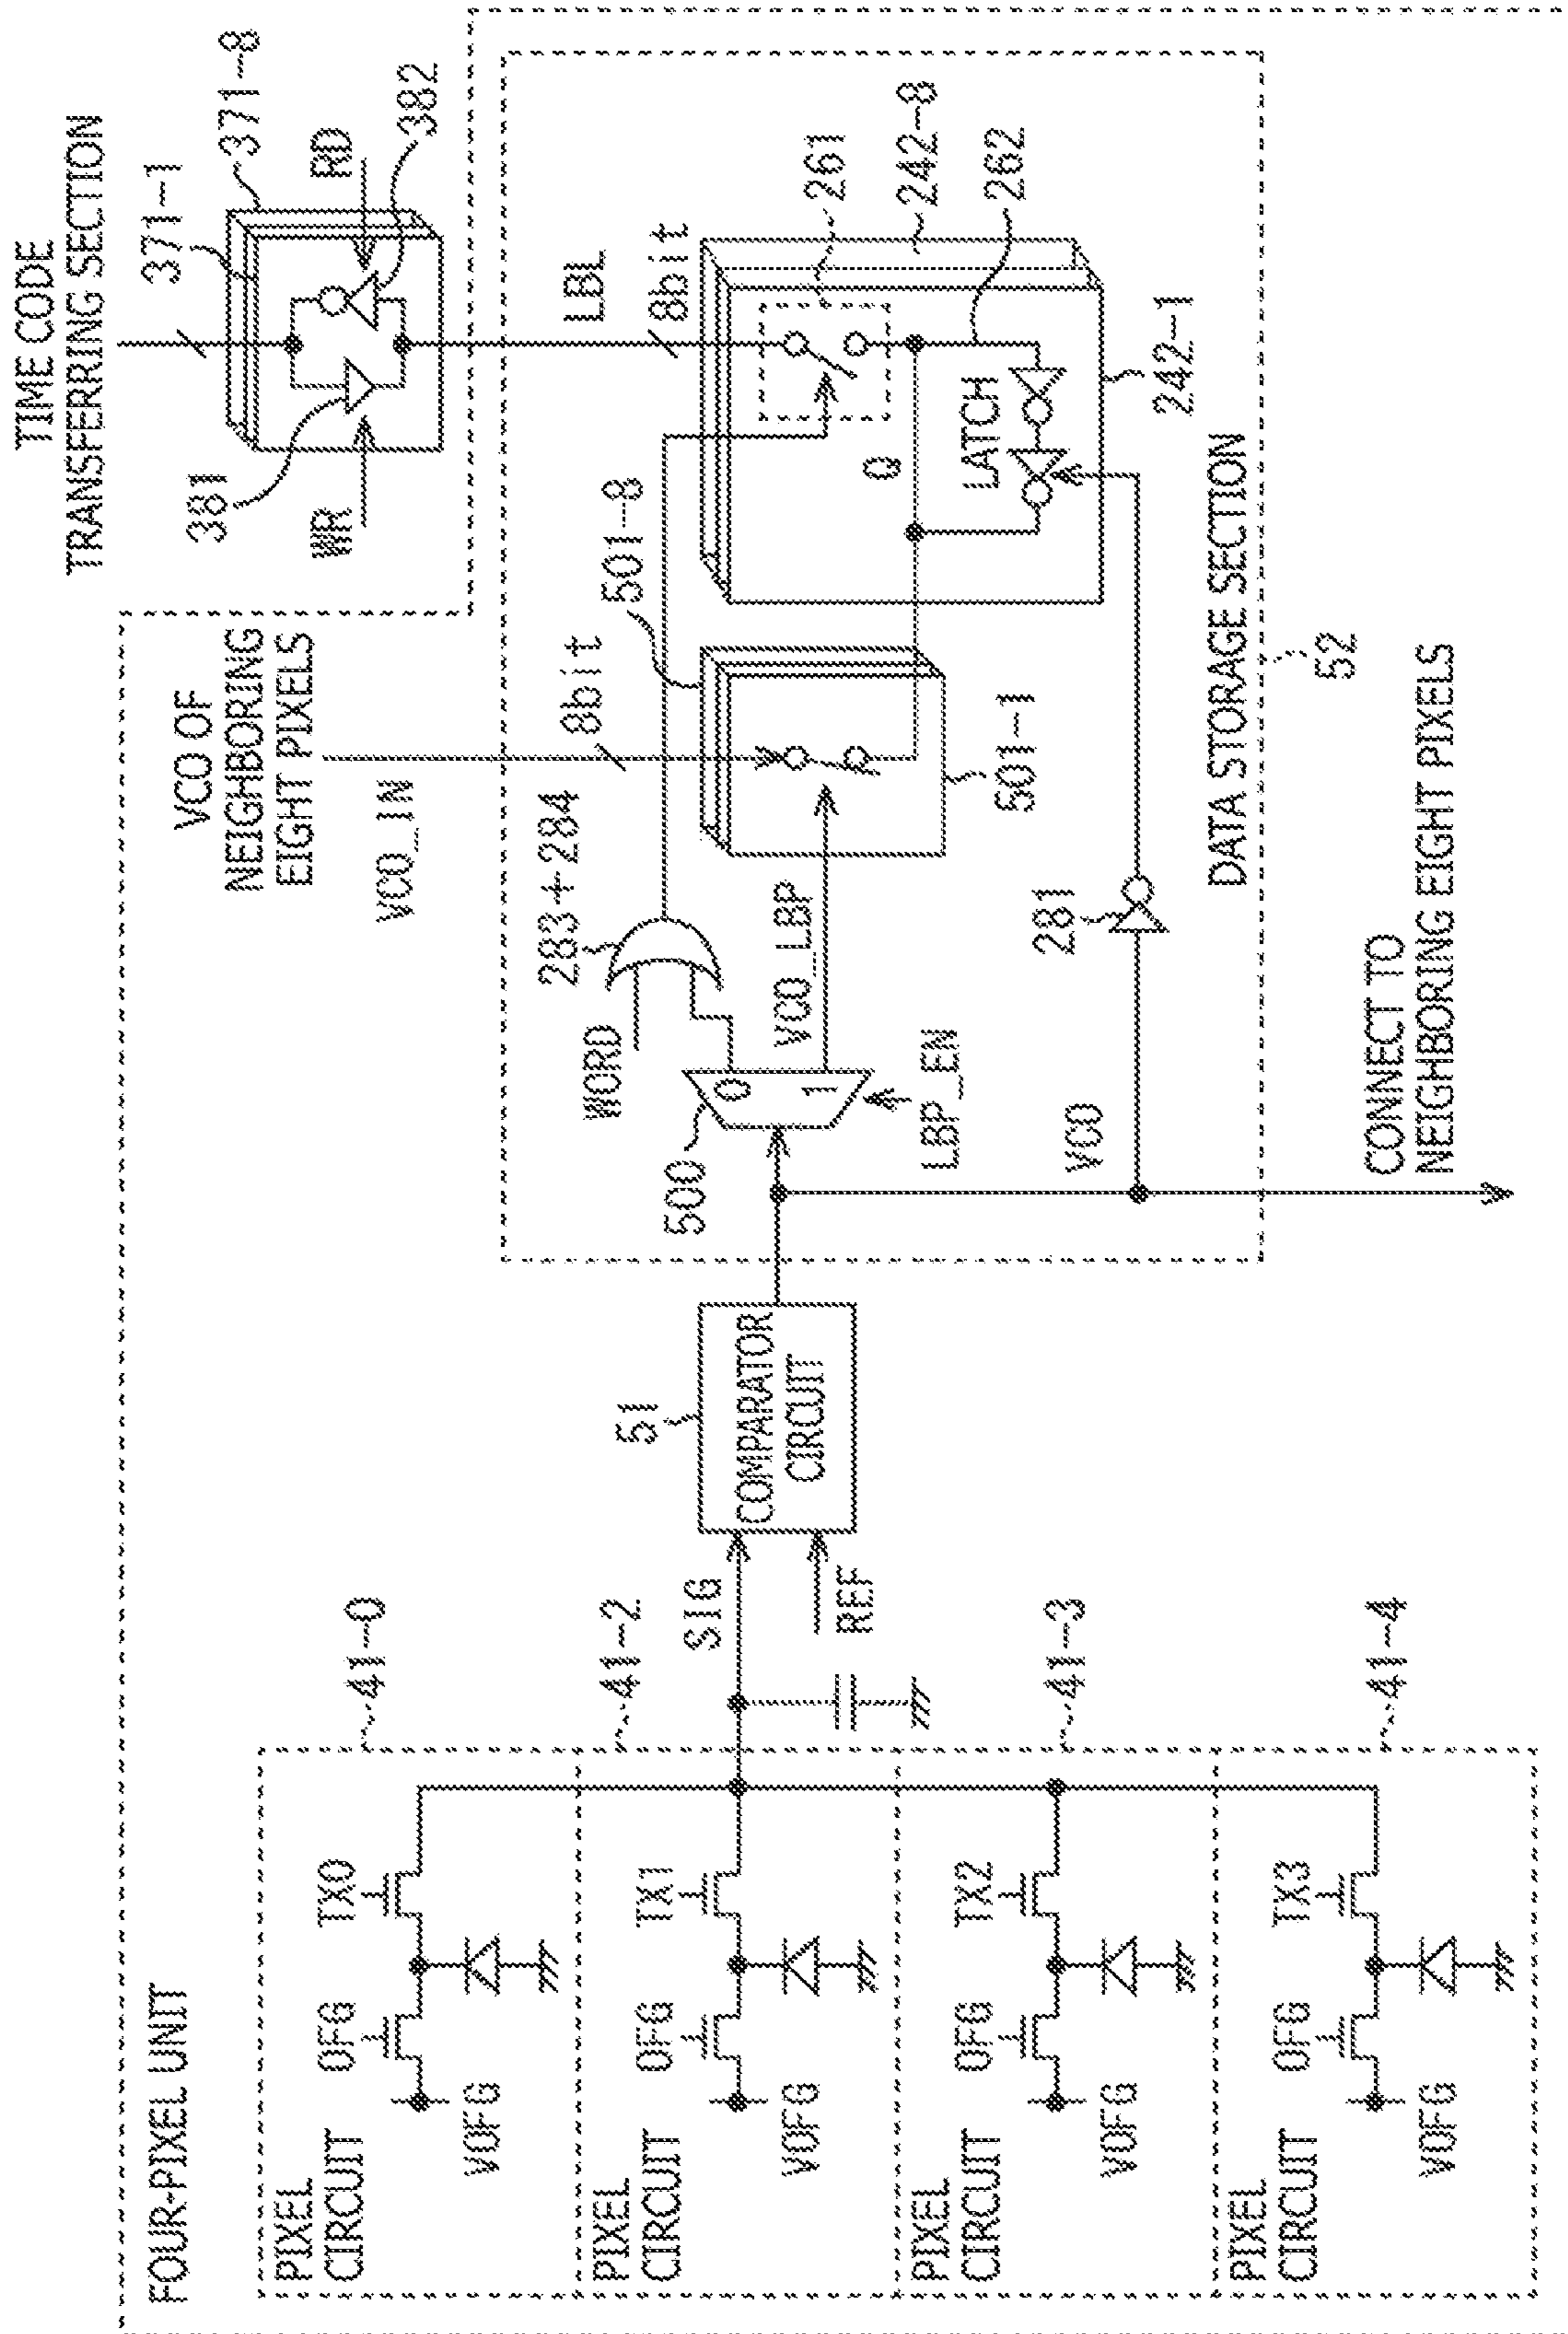 FOUR-PIXEL UNIT
PIXEL
CIRCUIT
OFG
TX0
VOFG
41-0
PIXEL
CIRCUIT
OFG
TX1
VOFG
41-2
PIXEL
CIRCUIT
OFG
TX2
VOFG
41-3
PIXEL
CIRCUIT
OFG
TX3
VOFG
41-4
SIG
REF
51
COMPARATOR
CIRCUIT
VCO OF
NEIGHBORING
EIGHT PIXELS
VCO_IN
8bit
TIME CODE
TRANSFERRING SECTION
371-1
371-8
381
WR
RD
382
LBL
8bit
500
0
1
WORD
283+284
VCO_LBP
LBP_EN
VCO
281
501-8
501-1
Q
LATCH
261
242-8
262
242-1
DATA STORAGE SECTION
52
CONNECT TO
NEIGHBORING EIGHT PIXELS